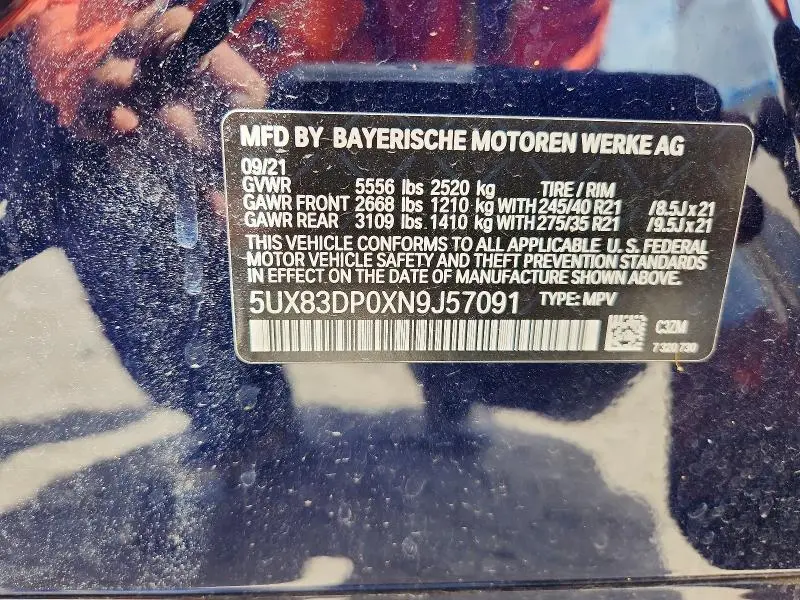 MFD BY BAYERISCHE MOTOREN WERKE AG
09/21
GVWR 5556 lbs 2520 kg TIRE / RIM
GAWR FRONT 2668 lbs 1210 kg WITH 245/40 R21 /8.5J x 21
GAWR REAR 3109 lbs 1410 kg WITH 275/35 R21 /9.5J x 21
THIS VEHICLE CONFORMS TO ALL APPLICABLE U. S. FEDERAL
MOTOR VEHICLE SAFETY AND THEFT PREVENTION STANDARDS
IN EFFECT ON THE DATE OF MANUFACTURE SHOWN ABOVE.
5UX83DP0XN9J57091 TYPE: MPV
C3ZM
7 320 730